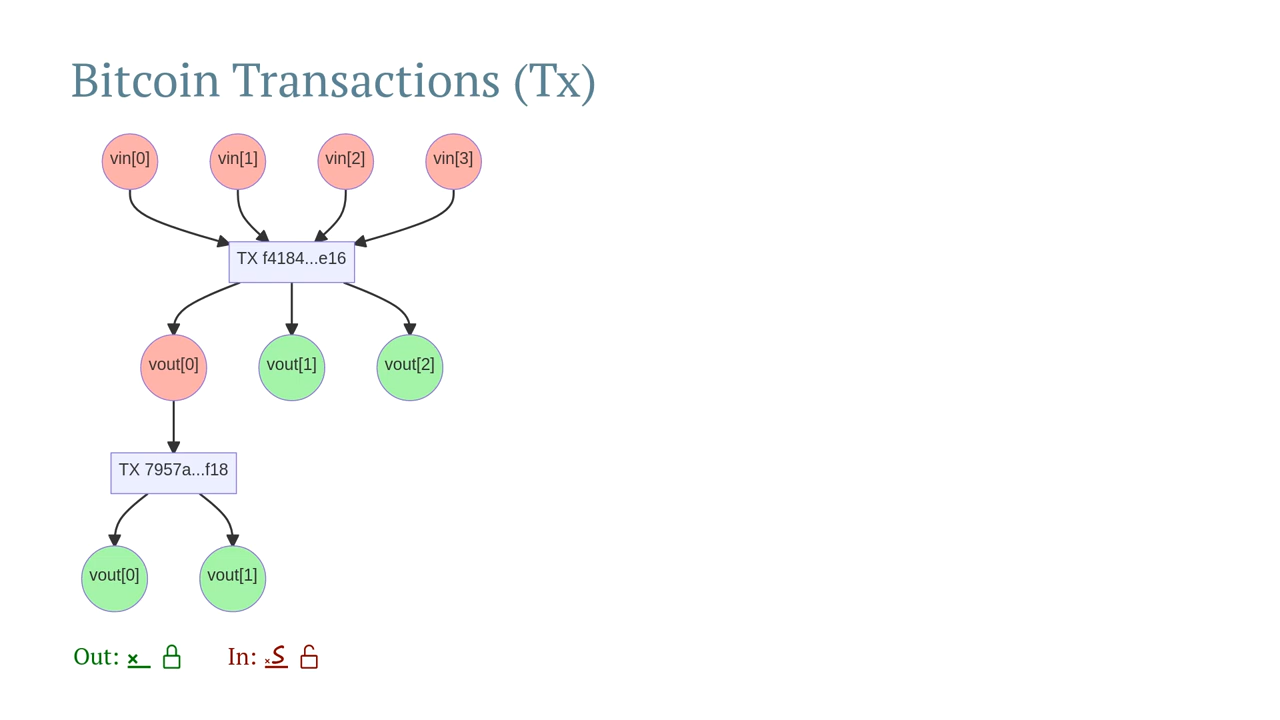 Bitcoin Transactions (Tx)
vin[0] vin[1] vin[2] vin[3]
TX f4184...e16
vout[0] vout[1] vout[2]
TX 7957a...f18
vout[0] vout[1]
Out: In: